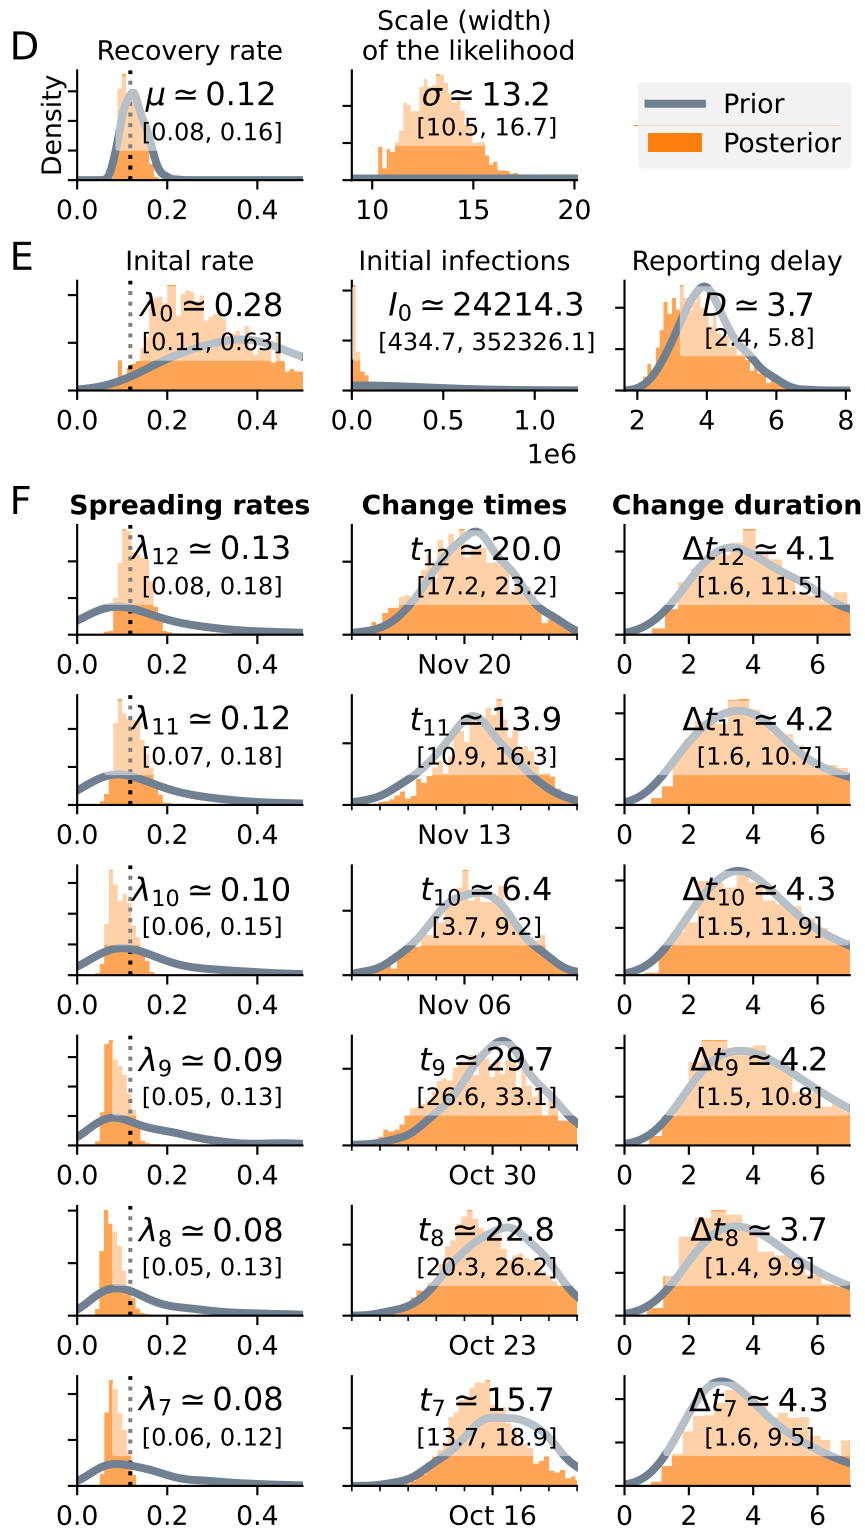 D
Recovery rate
Scale (width)
of the likelihood
Density
μ ≃ 0.12
[0.08, 0.16]
σ ≃ 13.2
[10.5, 16.7]
Prior
Posterior
0.0 0.2 0.4
10 15 20
E
Inital rate
Initial infections
Reporting delay
λ0 ≃ 0.28
[0.11, 0.63]
I0 ≃ 24214.3
[434.7, 352326.1]
D ≃ 3.7
[2.4, 5.8]
0.0 0.2 0.4
0.0 0.5 1.0
1e6
2 4 6 8
F
Spreading rates
Change times
Change duration
λ12 ≃ 0.13
[0.08, 0.18]
t12 ≃ 20.0
[17.2, 23.2]
Δt12 ≃ 4.1
[1.6, 11.5]
0.0 0.2 0.4
Nov 20
0 2 4 6
λ11 ≃ 0.12
[0.07, 0.18]
t11 ≃ 13.9
[10.9, 16.3]
Δt11 ≃ 4.2
[1.6, 10.7]
0.0 0.2 0.4
Nov 13
0 2 4 6
λ10 ≃ 0.10
[0.06, 0.15]
t10 ≃ 6.4
[3.7, 9.2]
Δt10 ≃ 4.3
[1.5, 11.9]
0.0 0.2 0.4
Nov 06
0 2 4 6
λ9 ≃ 0.09
[0.05, 0.13]
t9 ≃ 29.7
[26.6, 33.1]
Δt9 ≃ 4.2
[1.5, 10.8]
0.0 0.2 0.4
Oct 30
0 2 4 6
λ8 ≃ 0.08
[0.05, 0.13]
t8 ≃ 22.8
[20.3, 26.2]
Δt8 ≃ 3.7
[1.4, 9.9]
0.0 0.2 0.4
Oct 23
0 2 4 6
λ7 ≃ 0.08
[0.06, 0.12]
t7 ≃ 15.7
[13.7, 18.9]
Δt7 ≃ 4.3
[1.6, 9.5]
0.0 0.2 0.4
Oct 16
0 2 4 6